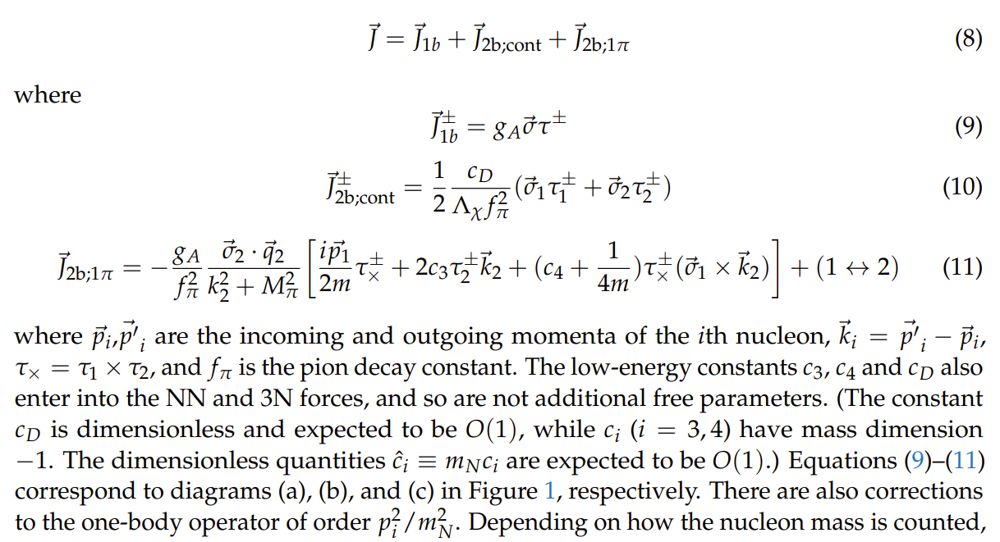 $\vec{J} = \vec{J}_{1b} + \vec{J}_{2b;\text{cont}} + \vec{J}_{2b;1\pi}$ (8)
where
$\vec{J}^{\pm}_{1b} = g_A \vec{\sigma} \tau^{\pm}$ (9)
$\vec{J}^{\pm}_{2b;\text{cont}} = \frac{1}{2} \frac{c_D}{\Lambda_\chi f_\pi^2} (\vec{\sigma}_1 \tau_1^{\pm} + \vec{\sigma}_2 \tau_2^{\pm})$ (10)
$\vec{J}_{2b;1\pi} = -\frac{g_A}{f_\pi^2} \frac{\vec{\sigma}_2 \cdot \vec{q}_2}{k_2^2 + M_\pi^2} \left[ \frac{i\vec{p}_1}{2m} \tau_\times^{\pm} + 2c_3 \tau_2^{\pm} \vec{k}_2 + (c_4 + \frac{1}{4m}) \tau_\times^{\pm} (\vec{\sigma}_1 \times \vec{k}_2) \right] + (1 \leftrightarrow 2)$ (11)
where $\vec{p}_i$,$\vec{p'}_i$ are the incoming and outgoing momenta of the $i$th nucleon, $\vec{k}_i = \vec{p'}_i - \vec{p}_i$,
$\tau_\times = \tau_1 \times \tau_2$, and $f_\pi$ is the pion decay constant. The low-energy constants $c_3$, $c_4$ and $c_D$ also
enter into the NN and 3N forces, and so are not additional free parameters. (The constant
$c_D$ is dimensionless and expected to be $O(1)$, while $c_i$ ($i = 3, 4$) have mass dimension
$-1$. The dimensionless quantities $\hat{c}_i \equiv m_N c_i$ are expected to be $O(1)$.) Equations (9)–(11)
correspond to diagrams (a), (b), and (c) in Figure 1, respectively. There are also corrections
to the one-body operator of order $p_i^2/m_N^2$. Depending on how the nucleon mass is counted,